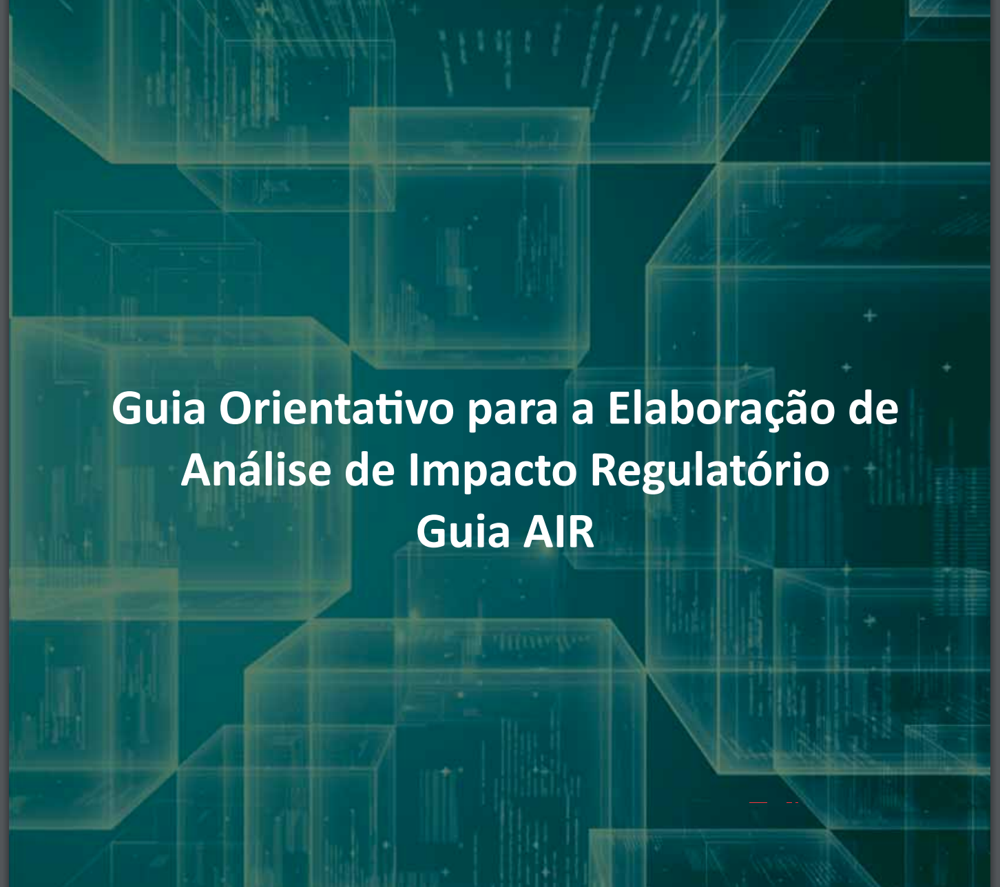 Guia Orientativo para a Elaboração de
Análise de Impacto Regulatório
Guia AIR